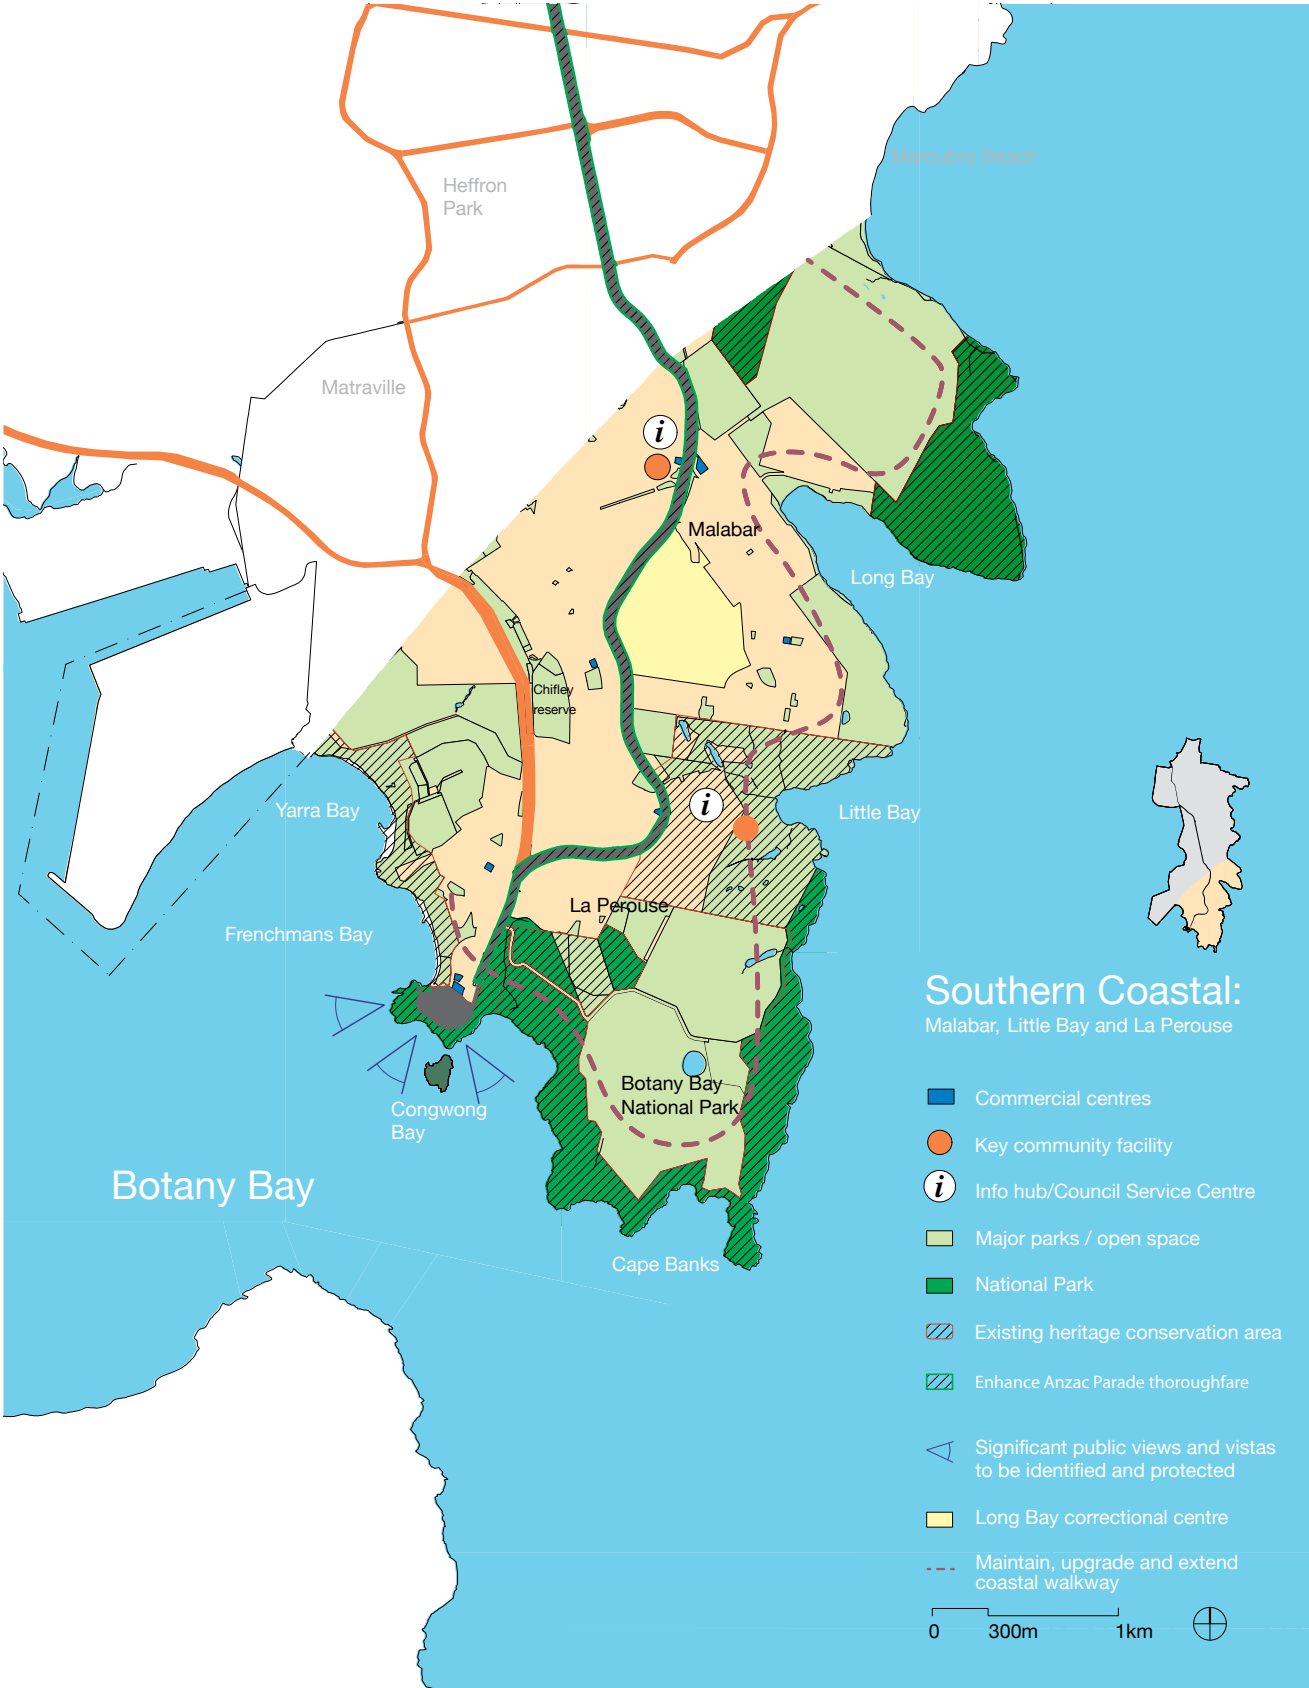 Maroubra Beach
Heffron
Park
Matraville
i
Malabar
Long Bay
Chifley
reserve
Yarra Bay
i
Little Bay
La Perouse
Frenchmans Bay
Southern Coastal:
Malabar, Little Bay and La Perouse
Botany Bay
National Park
Congwong
Bay
Botany Bay
Cape Banks
Commercial centres
Key community facility
i
Info hub/Council Service Centre
Major parks / open space
National Park
Existing heritage conservation area
Enhance Anzac Parade thoroughfare
Significant public views and vistas
to be identified and protected
Long Bay correctional centre
Maintain, upgrade and extend
coastal walkway
0 300m 1km